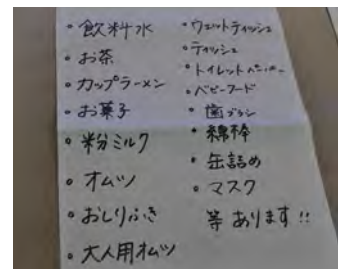 ・飲料水
・お茶
・カップラーメン
・お菓子
・粉ミルク
・オムツ
・おしりふき
・大人用オムツ
・ウェットティッシュ
・ティッシュ
・トイレットペーパー
・ベビーフード
・歯ブラシ
・綿棒
・缶詰め
・マスク
等あります!!